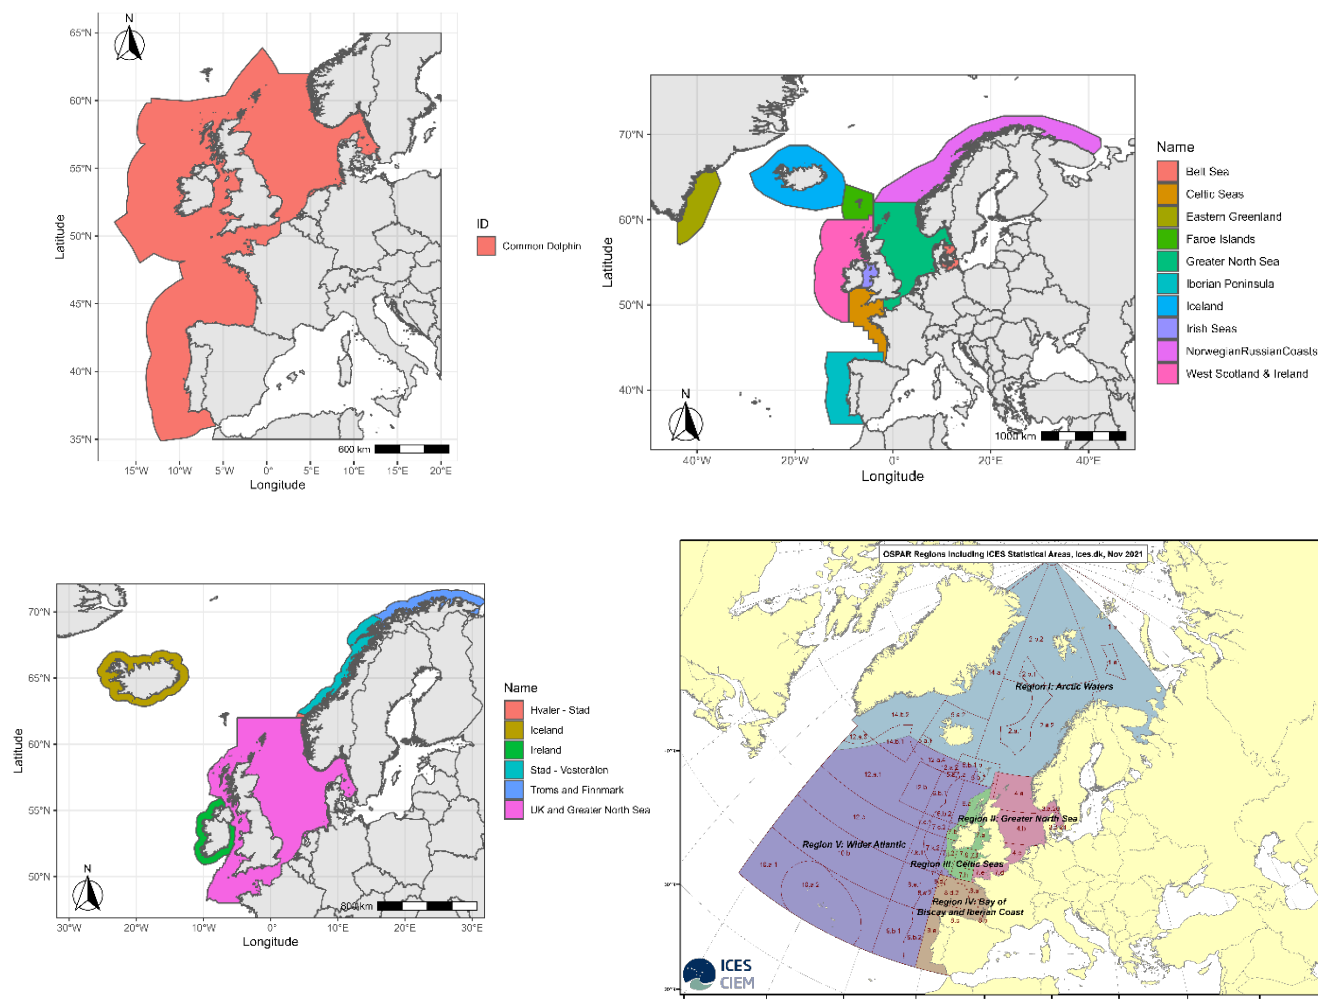 N
65°N
60°N
55°N
50°N
45°N
40°N
35°N
Latitude
600 km
15°W 10°W 5°W 0° 5°E 10°E 15°E 20°E
Longitude
ID
Common Dolphin
70°N
60°N
50°N
40°N
Latitude
N
1000 km
40°W 20°W 0° 20°E 40°E
Longitude
Name
Belt Sea
Celtic Seas
Eastern Greenland
Faroe Islands
Greater North Sea
Iberian Peninsula
Iceland
Irish Seas
NorwegianRussianCoasts
West Scotland & Ireland
70°N
65°N
60°N
55°N
50°N
Latitude
N
800 km
30°W 20°W 10°W 0° 10°E 20°E 30°E
Longitude
Name
Hvaler - Stad
Iceland
Ireland
Stad - Vesterålen
Troms and Finnmark
UK and Greater North Sea
OSPAR Regions including ICES Statistical Areas, ices.dk, Nov 2021
Region I: Arctic Waters
Region II: Greater North Sea
Region V: Wider Atlantic
Region III: Celtic Seas
Region IV: Bay of
Biscay and Iberian Coast
ICES
CIEM